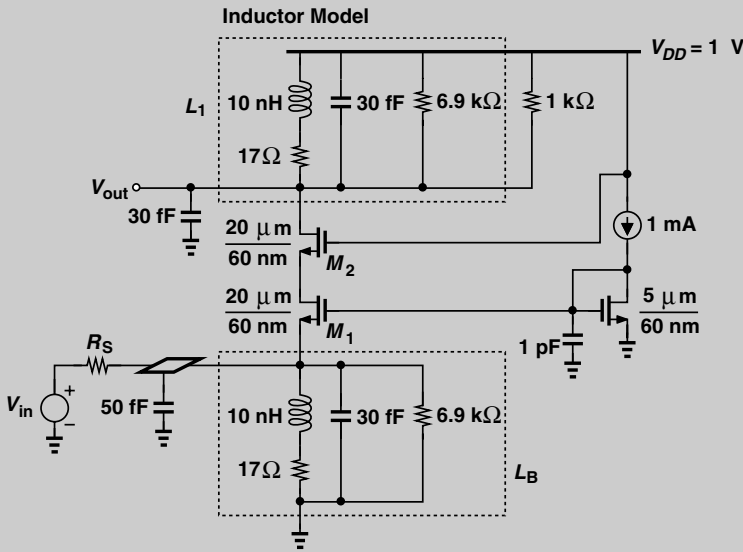 Inductor Model
V_DD = 1 V
L_1
10 nH
30 fF
6.9 kΩ
1 kΩ
17Ω
V_out
30 fF
20 μm
60 nm
M_2
1 mA
20 μm
60 nm
M_1
5 μm
60 nm
1 pF
R_S
V_in
+
−
50 fF
10 nH
30 fF
6.9 kΩ
17Ω
L_B